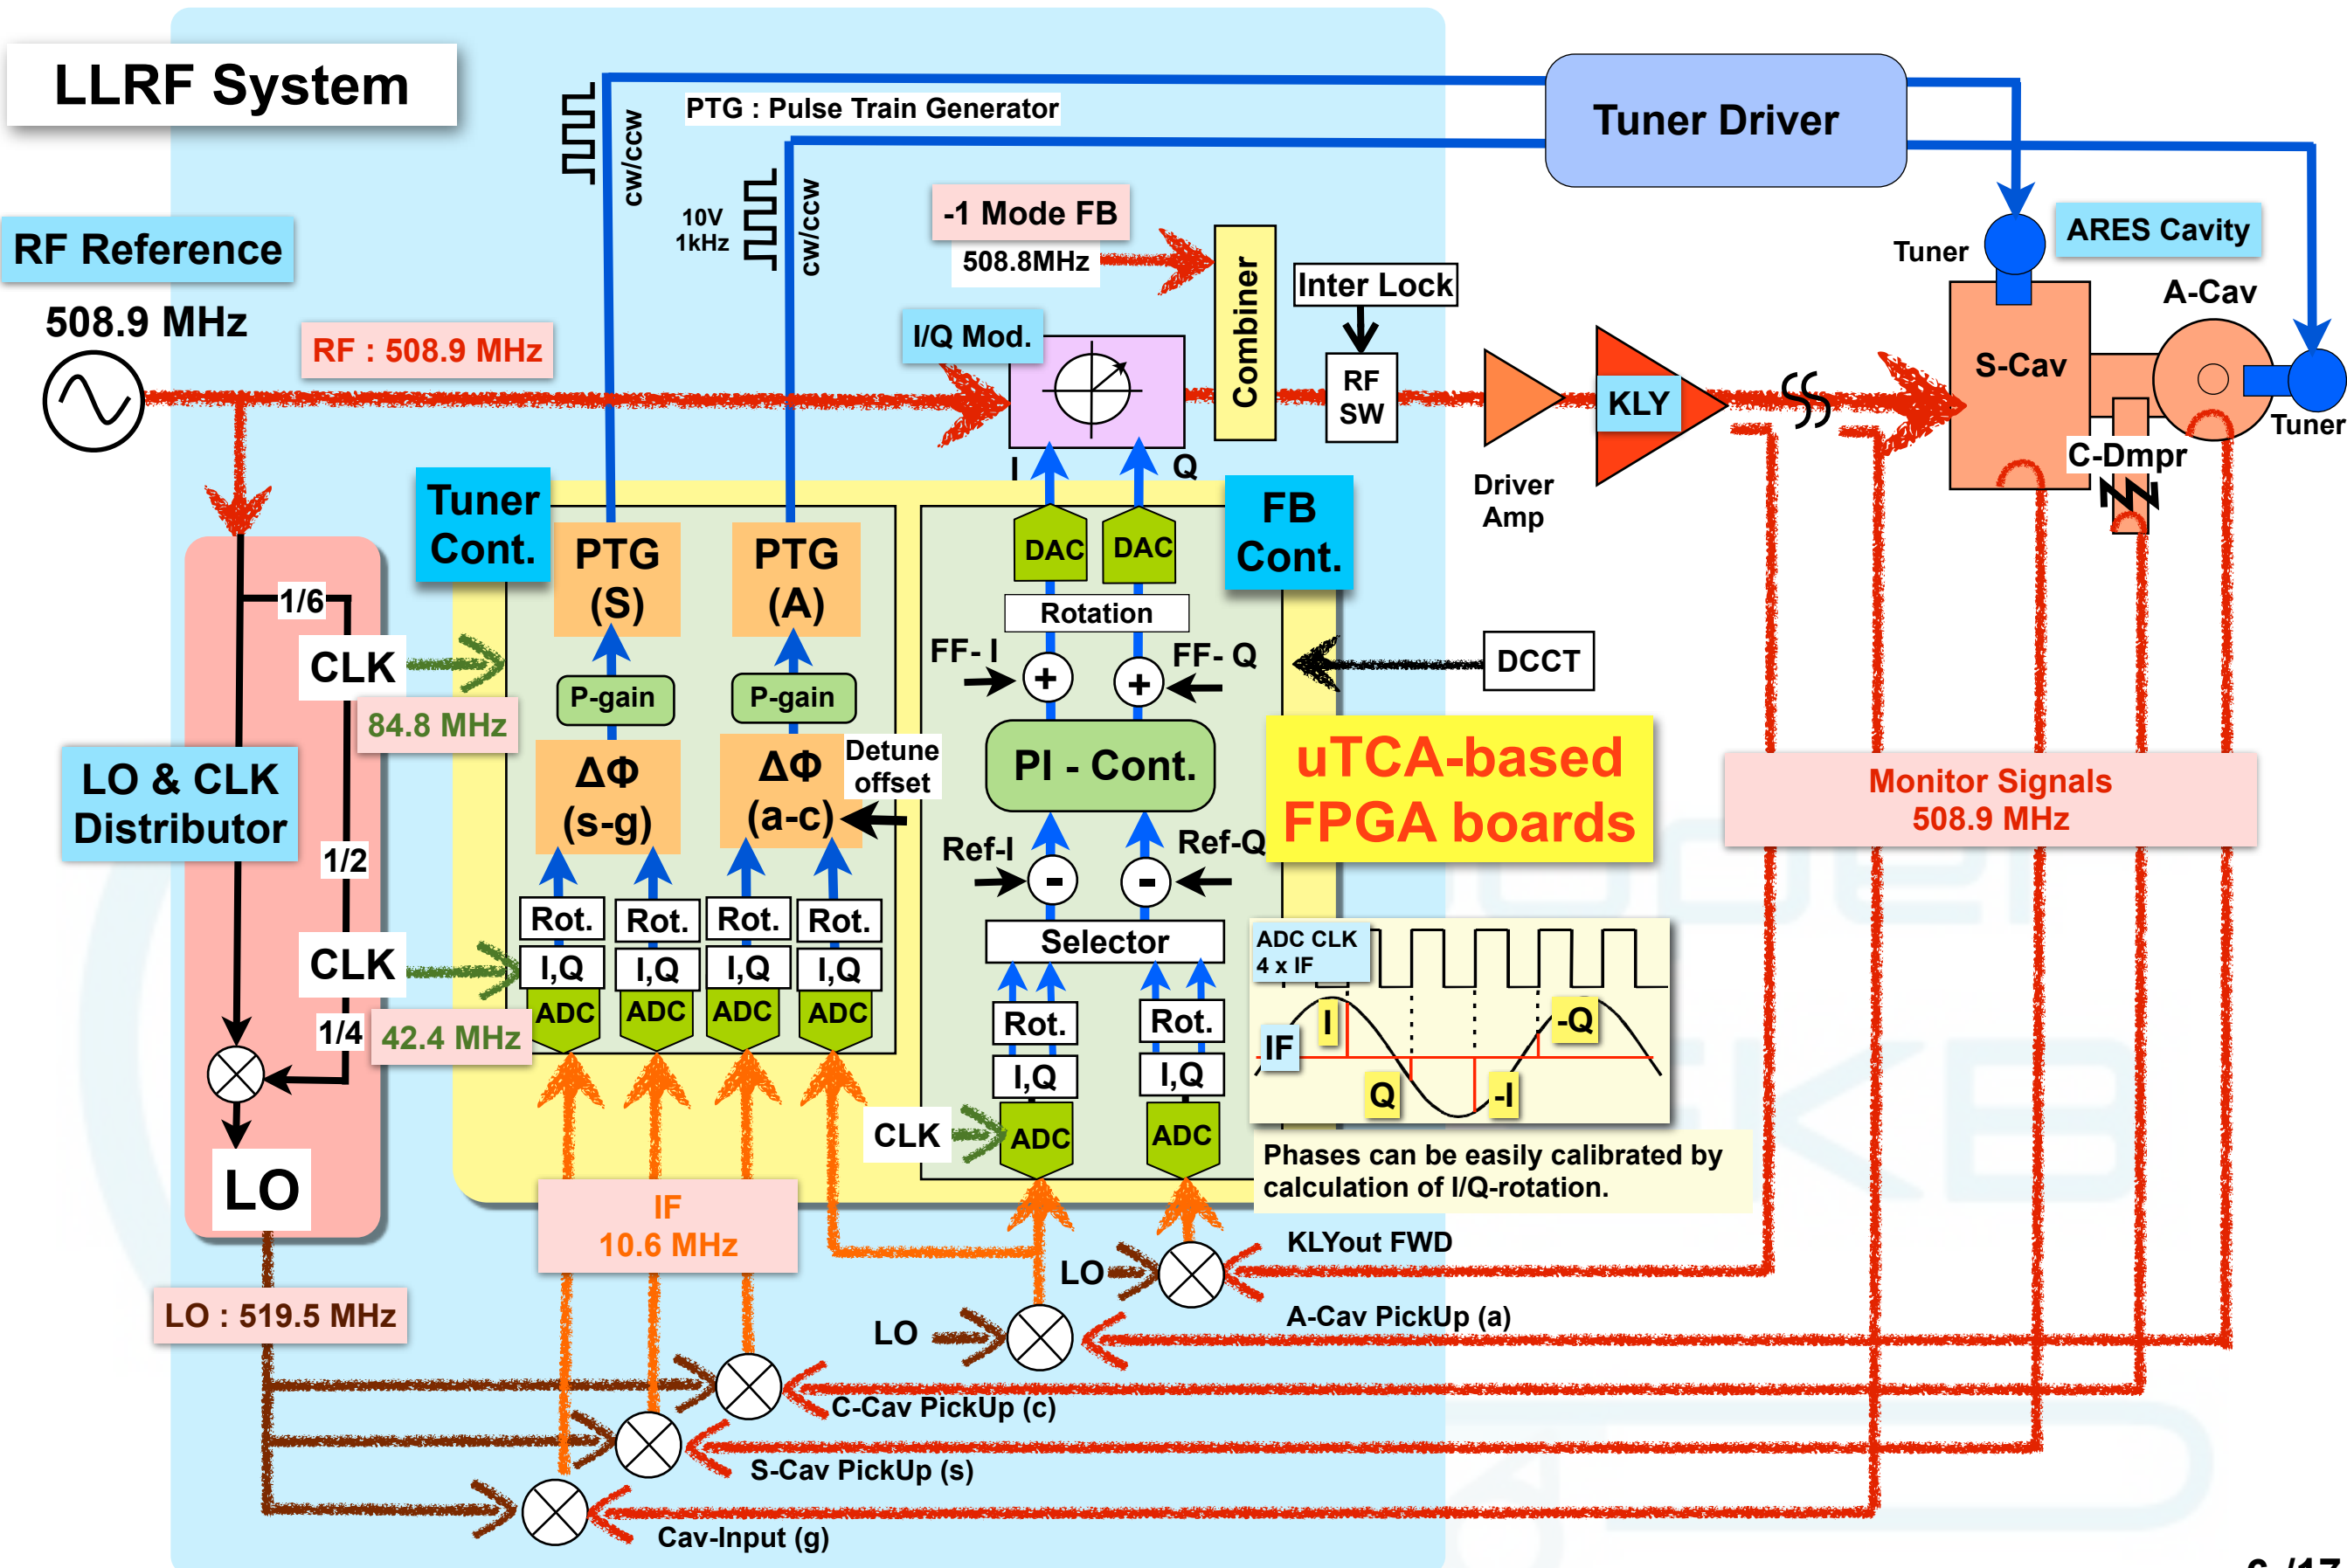 LLRF System
PTG : Pulse Train Generator
Tuner Driver
cw/ccw
10V
1kHz
cw/ccw
-1 Mode FB
508.8MHz
RF Reference
508.9 MHz
RF : 508.9 MHz
I/Q Mod.
Combiner
Inter Lock
RF
SW
KLY
Driver
Amp
Tuner
ARES Cavity
A-Cav
S-Cav
Tuner
C-Dmpr
I
Q
Tuner
Cont.
PTG
(S)
PTG
(A)
DAC
DAC
FB
Cont.
Rotation
FF- I
+
+
FF- Q
DCCT
1/6
CLK
84.8 MHz
P-gain
P-gain
ΔΦ
(s-g)
ΔΦ
(a-c)
Detune
offset
PI - Cont.
uTCA-based
FPGA boards
Monitor Signals
508.9 MHz
LO & CLK
Distributor
1/2
Ref-I
-
-
Ref-Q
Rot.
Rot.
Rot.
Rot.
I,Q
I,Q
I,Q
I,Q
ADC
ADC
ADC
ADC
Selector
CLK
1/4
42.4 MHz
Rot.
Rot.
I,Q
I,Q
CLK
ADC
ADC
ADC CLK
4 x IF
IF
I
Q
-I
-Q
Phases can be easily calibrated by
calculation of I/Q-rotation.
LO
IF
10.6 MHz
LO : 519.5 MHz
LO
KLYout FWD
LO
A-Cav PickUp (a)
C-Cav PickUp (c)
S-Cav PickUp (s)
Cav-Input (g)